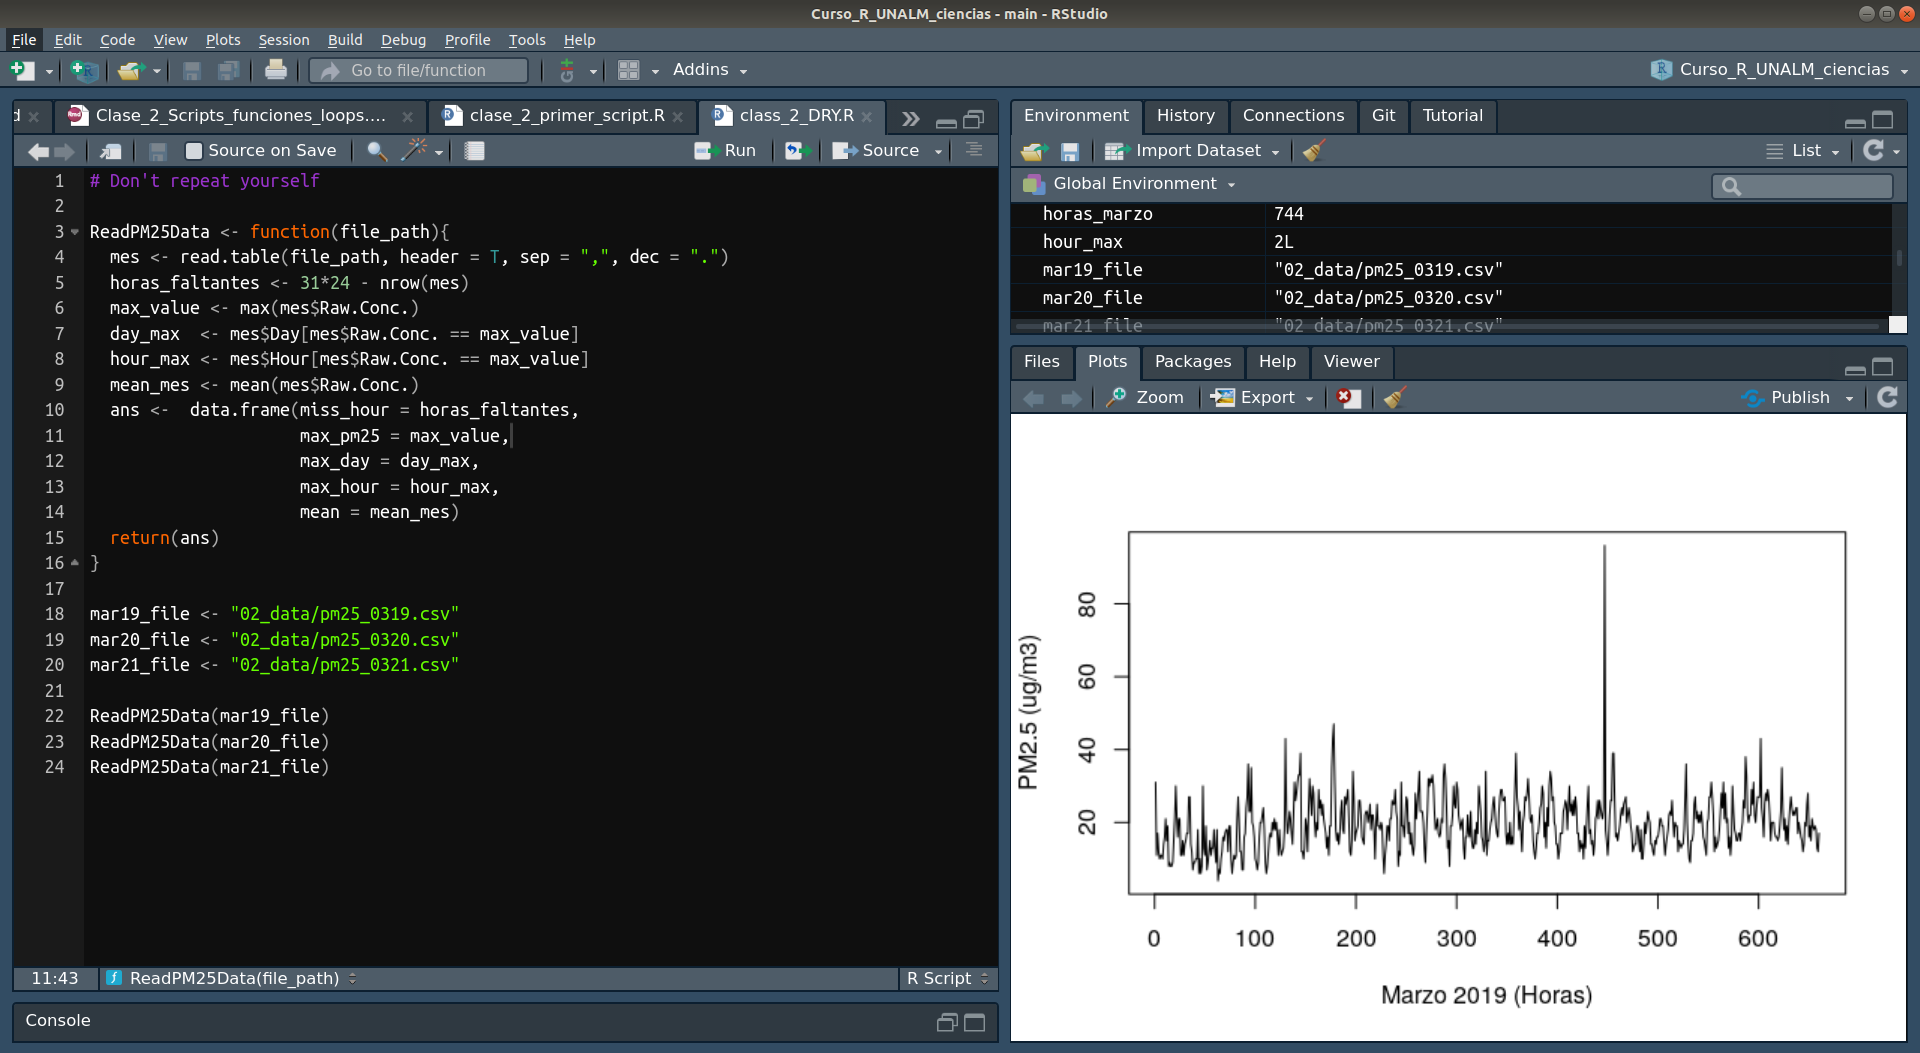 Curso_R_UNALM_ciencias - main - RStudio
File Edit Code View Plots Session Build Debug Profile Tools Help
Go to file/function Addins Curso_R_UNALM_ciencias
d Clase_2_Scripts_funciones_loops.... clase_2_primer_script.R class_2_DRY.R
Source on Save Run Source
1 # Don't repeat yourself
2
3 ReadPM25Data <- function(file_path){
4 mes <- read.table(file_path, header = T, sep = ",", dec = ".")
5 horas_faltantes <- 31*24 - nrow(mes)
6 max_value <- max(mes$Raw.Conc.)
7 day_max <- mes$Day[mes$Raw.Conc. == max_value]
8 hour_max <- mes$Hour[mes$Raw.Conc. == max_value]
9 mean_mes <- mean(mes$Raw.Conc.)
10 ans <- data.frame(miss_hour = horas_faltantes,
11 max_pm25 = max_value,
12 max_day = day_max,
13 max_hour = hour_max,
14 mean = mean_mes)
15 return(ans)
16 }
17
18 mar19_file <- "02_data/pm25_0319.csv"
19 mar20_file <- "02_data/pm25_0320.csv"
20 mar21_file <- "02_data/pm25_0321.csv"
21
22 ReadPM25Data(mar19_file)
23 ReadPM25Data(mar20_file)
24 ReadPM25Data(mar21_file)
11:43 ReadPM25Data(file_path) R Script
Console
Environment History Connections Git Tutorial
Import Dataset List
Global Environment
horas_marzo 744
hour_max 2L
mar19_file "02_data/pm25_0319.csv"
mar20_file "02_data/pm25_0320.csv"
mar21_file "02_data/pm25_0321.csv"
Files Plots Packages Help Viewer
Zoom Export Publish
PM2.5 (ug/m3)
80
60
40
20
0 100 200 300 400 500 600
Marzo 2019 (Horas)